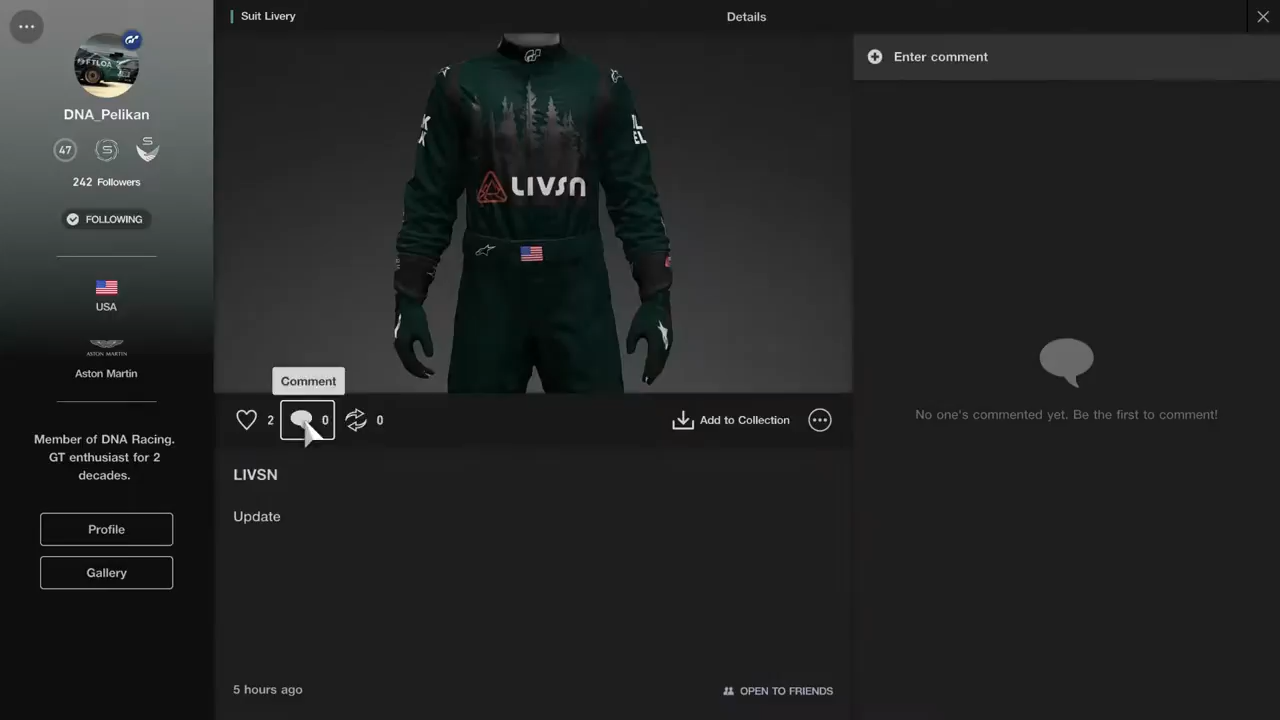 Suit Livery
Details
Enter comment
FTLOA
DNA_Pelikan
47
S
S
242 Followers
FOLLOWING
USA
ASTON MARTIN
Aston Martin
Member of DNA Racing.
GT enthusiast for 2
decades.
Profile
Gallery
LIVSN
Comment
2
0
0
Add to Collection
LIVSN
Update
5 hours ago
OPEN TO FRIENDS
No one's commented yet. Be the first to comment!